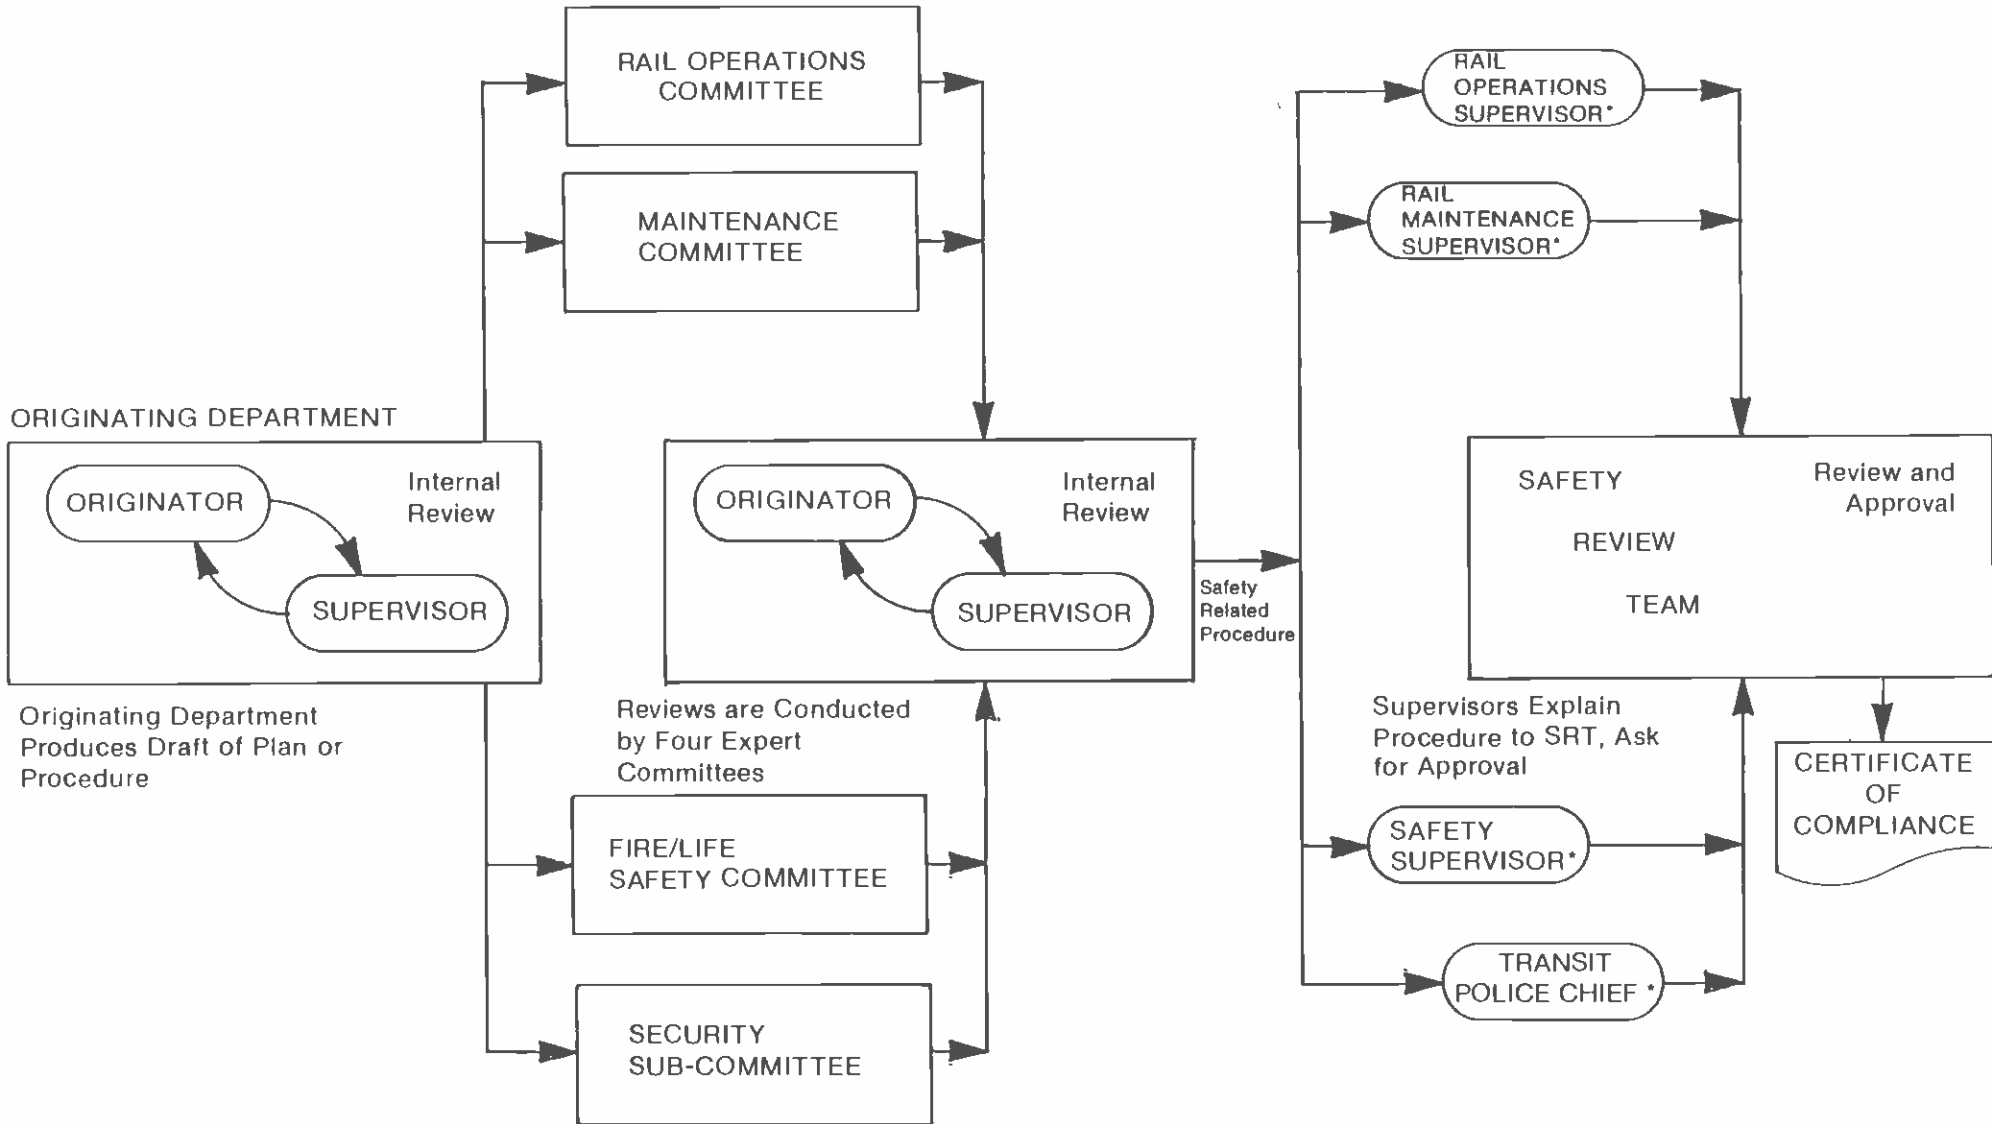 RAIL OPERATIONS
COMMITTEE
MAINTENANCE
COMMITTEE
ORIGINATING DEPARTMENT
ORIGINATOR
Internal
Review
SUPERVISOR
Originating Department
Produces Draft of Plan or
Procedure
ORIGINATOR
Internal
Review
SUPERVISOR
Reviews are Conducted
by Four Expert
Committees
FIRE/LIFE
SAFETY COMMITTEE
SECURITY
SUB-COMMITTEE
Safety
Related
Procedure
RAIL
OPERATIONS
SUPERVISOR*
RAIL
MAINTENANCE
SUPERVISOR*
SAFETY
REVIEW
TEAM
Review and
Approval
Supervisors Explain
Procedure to SRT, Ask
for Approval
SAFETY
SUPERVISOR*
TRANSIT
POLICE CHIEF *
CERTIFICATE
OF
COMPLIANCE